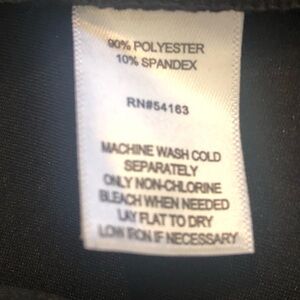 90% POLYESTER
10% SPANDEX
RN#54163
MACHINE WASH COLD
SEPARATELY
ONLY NON-CHLORINE
BLEACH WHEN NEEDED
LAY FLAT TO DRY
LOW IRON IF NECESSARY